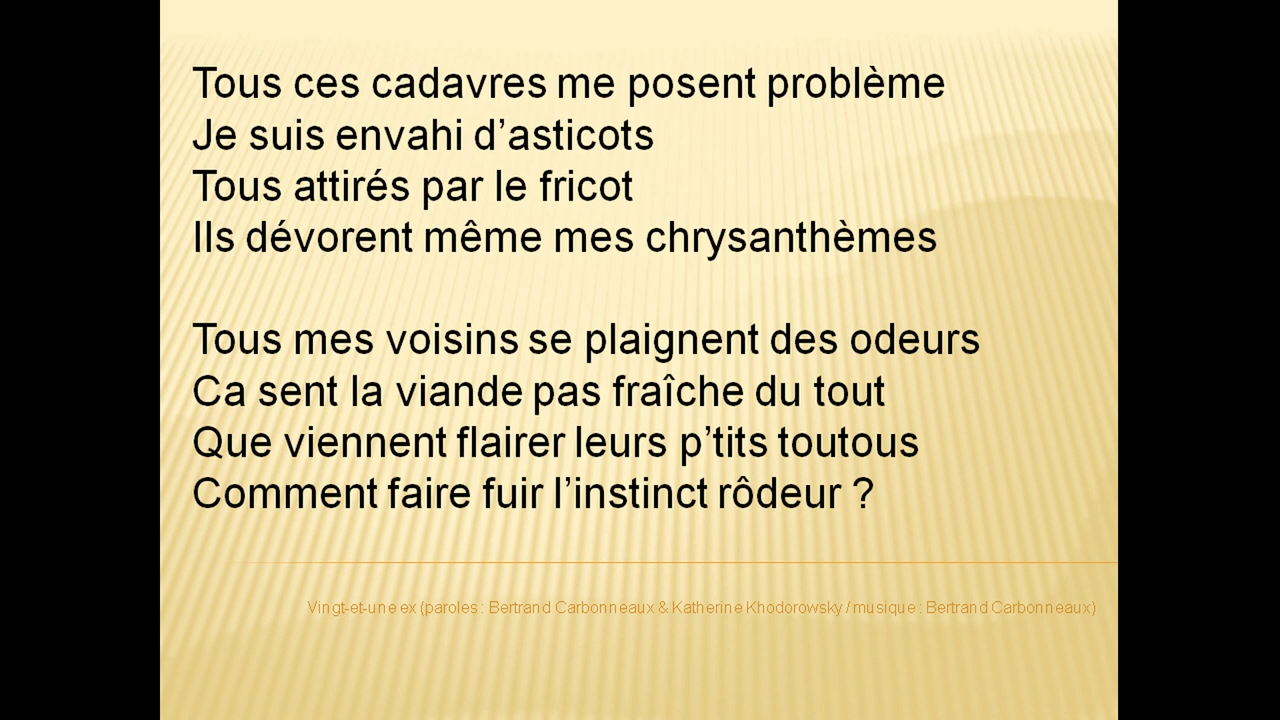 Tous ces cadavres me posent problème
Je suis envahi d’asticots
Tous attirés par le fricot
Ils dévorent même mes chrysanthèmes
Tous mes voisins se plaignent des odeurs
Ca sent la viande pas fraîche du tout
Que viennent flairer leurs p’tits toutous
Comment faire fuir l’instinct rôdeur ?
Vingt-et-une ex (paroles : Bertrand Carbonneaux & Katherine Khodorowsky / musique : Bertrand Carbonneaux)